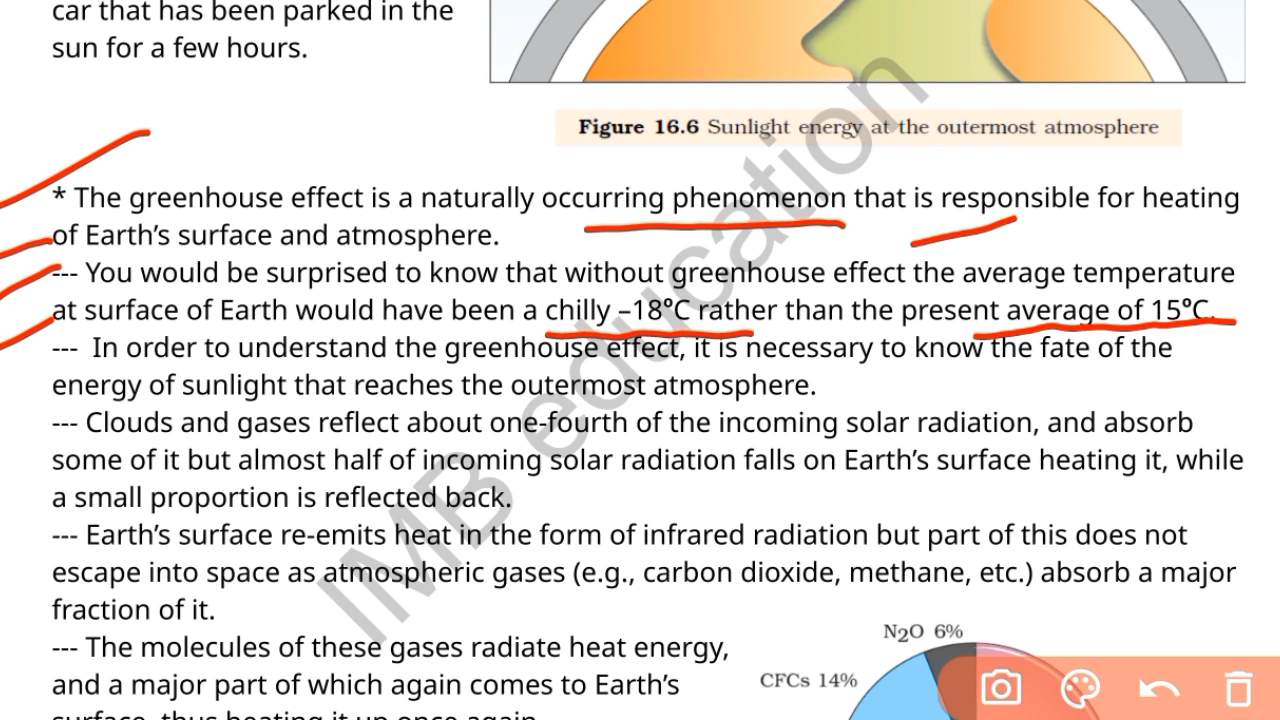 car that has been parked in the
sun for a few hours.
Figure 16.6 Sunlight energy at the outermost atmosphere
* The greenhouse effect is a naturally occurring phenomenon that is responsible for heating
of Earth’s surface and atmosphere.
--- You would be surprised to know that without greenhouse effect the average temperature
at surface of Earth would have been a chilly –18°C rather than the present average of 15°C.
--- In order to understand the greenhouse effect, it is necessary to know the fate of the
energy of sunlight that reaches the outermost atmosphere.
--- Clouds and gases reflect about one-fourth of the incoming solar radiation, and absorb
some of it but almost half of incoming solar radiation falls on Earth’s surface heating it, while
a small proportion is reflected back.
--- Earth’s surface re-emits heat in the form of infrared radiation but part of this does not
escape into space as atmospheric gases (e.g., carbon dioxide, methane, etc.) absorb a major
fraction of it.
--- The molecules of these gases radiate heat energy,
and a major part of which again comes to Earth’s
surface, thus heating it up once again.
N2O 6%
CFCs 14%
IMB education